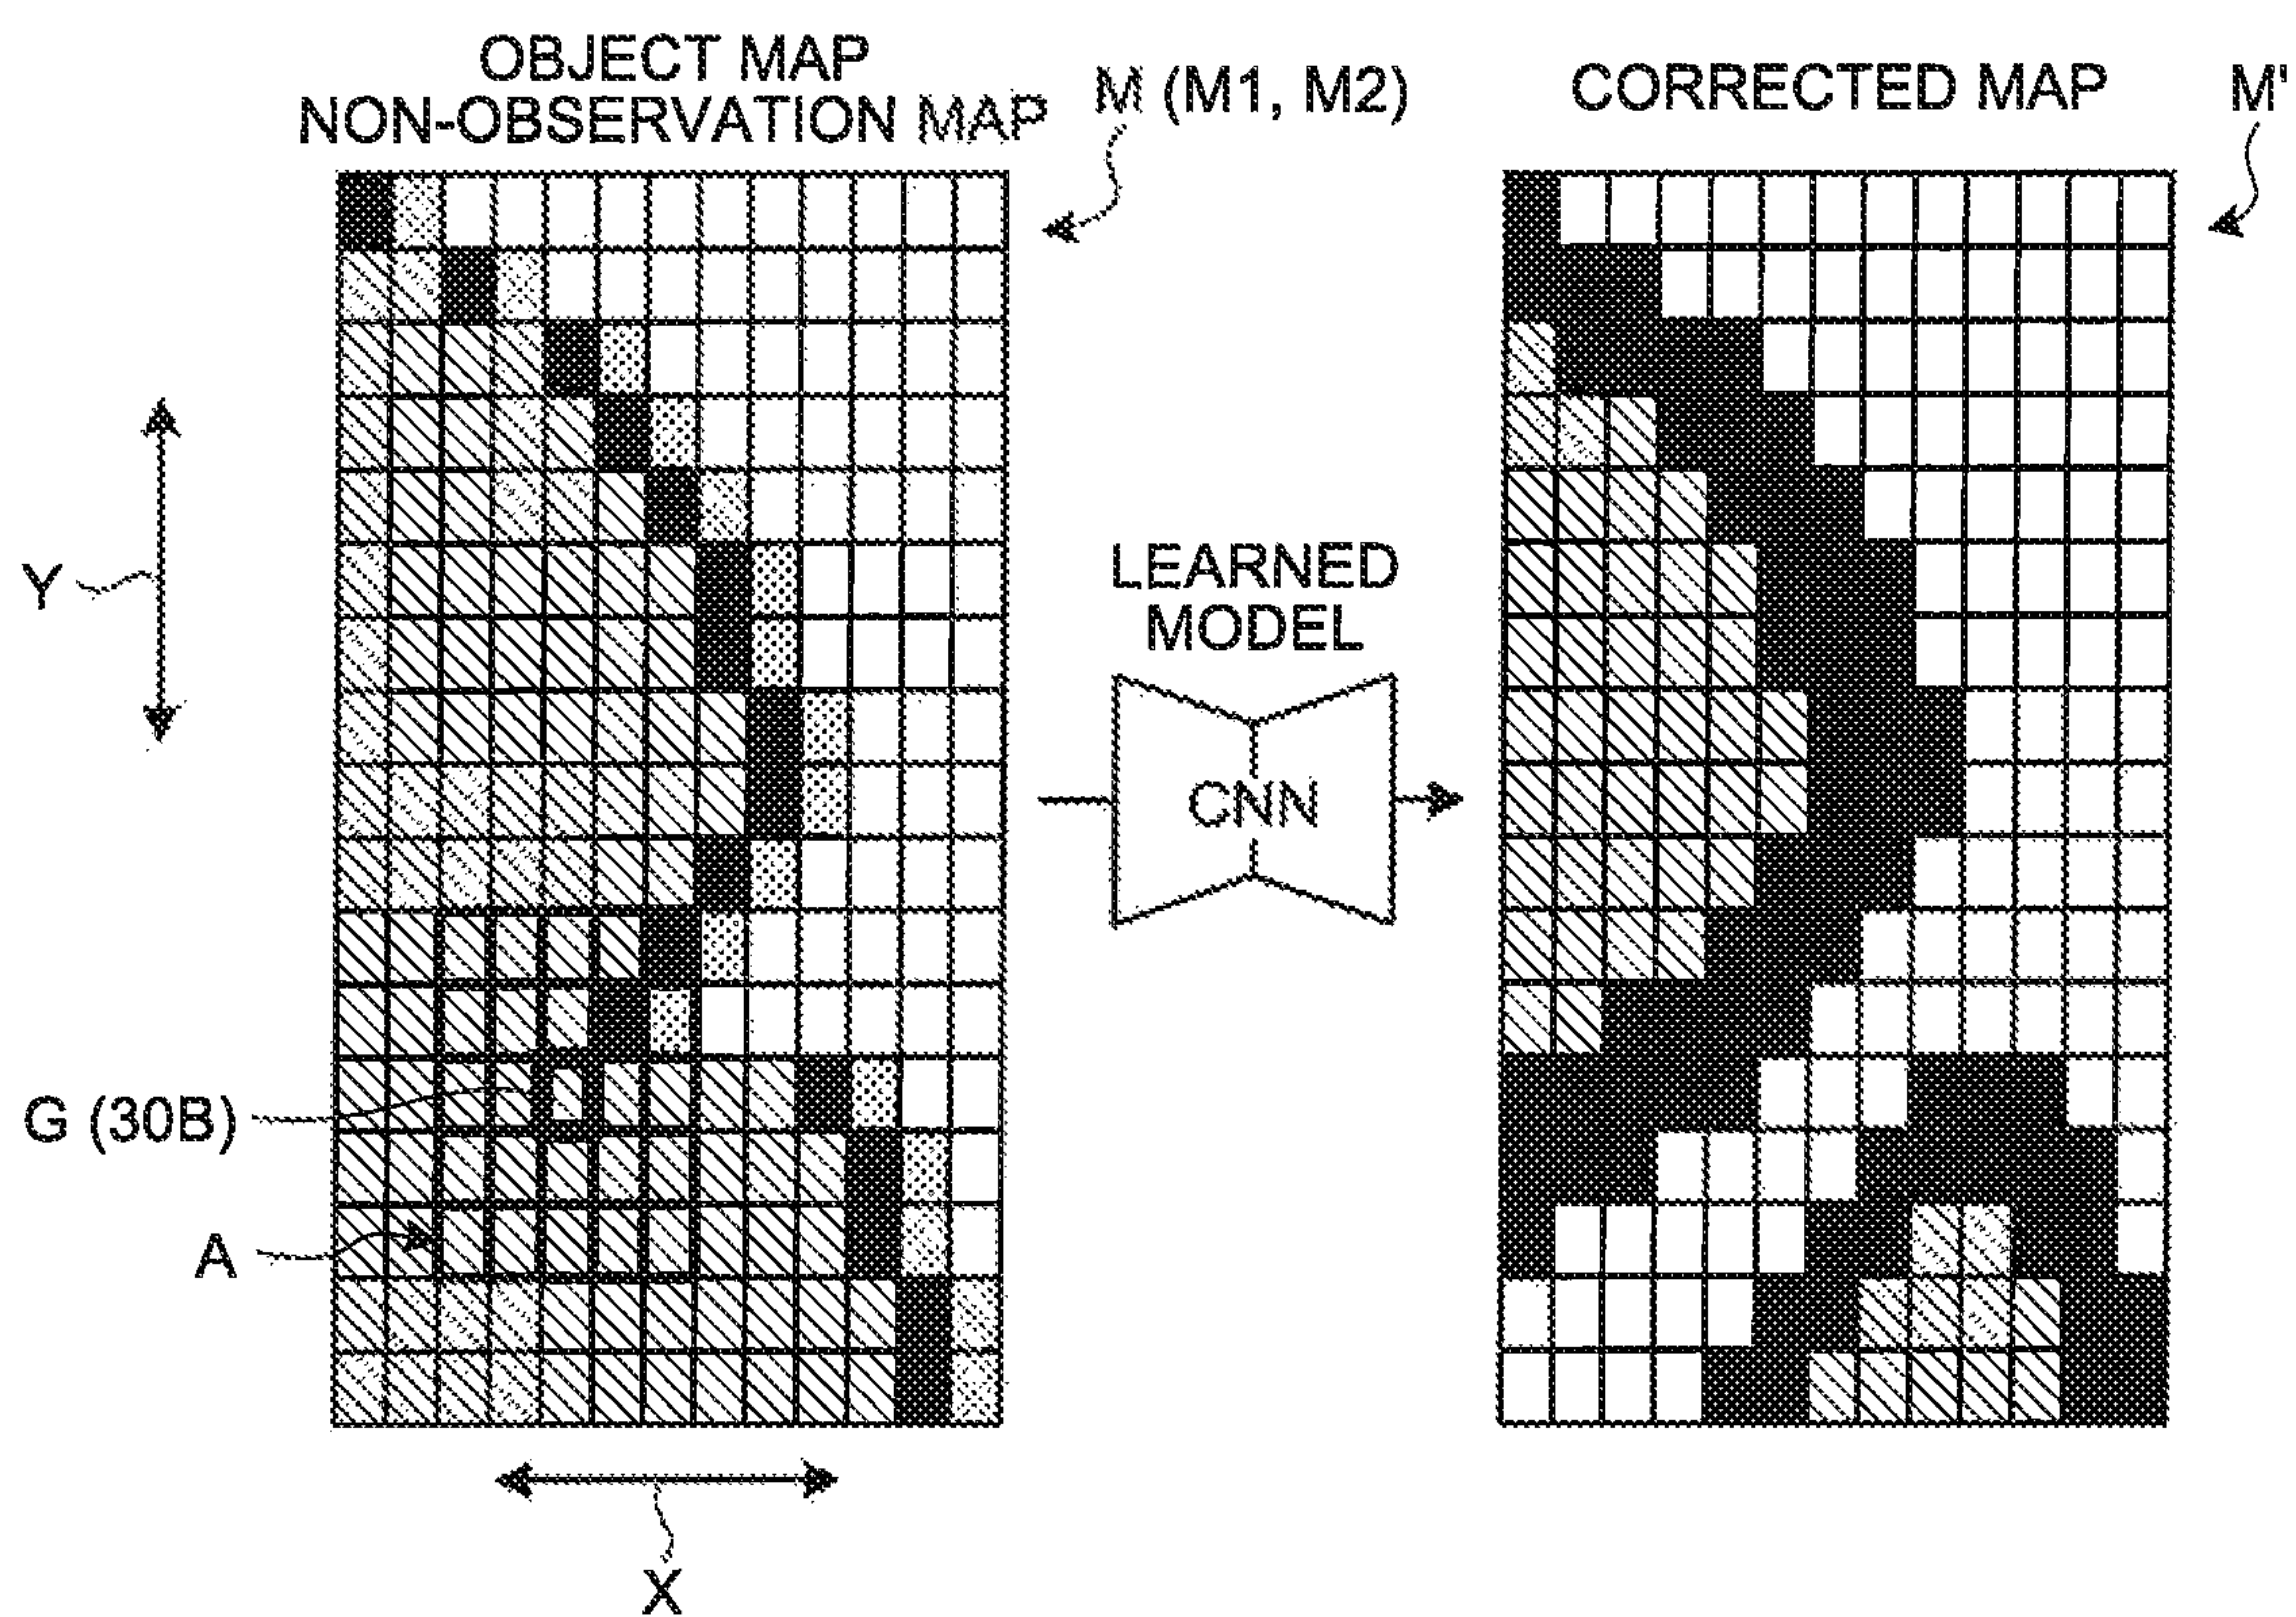 OBJECT MAP
NON-OBSERVATION MAP
M (M1, M2)
CORRECTED MAP
M'
Y
LEARNED
MODEL
CNN
G (30B)
A
X